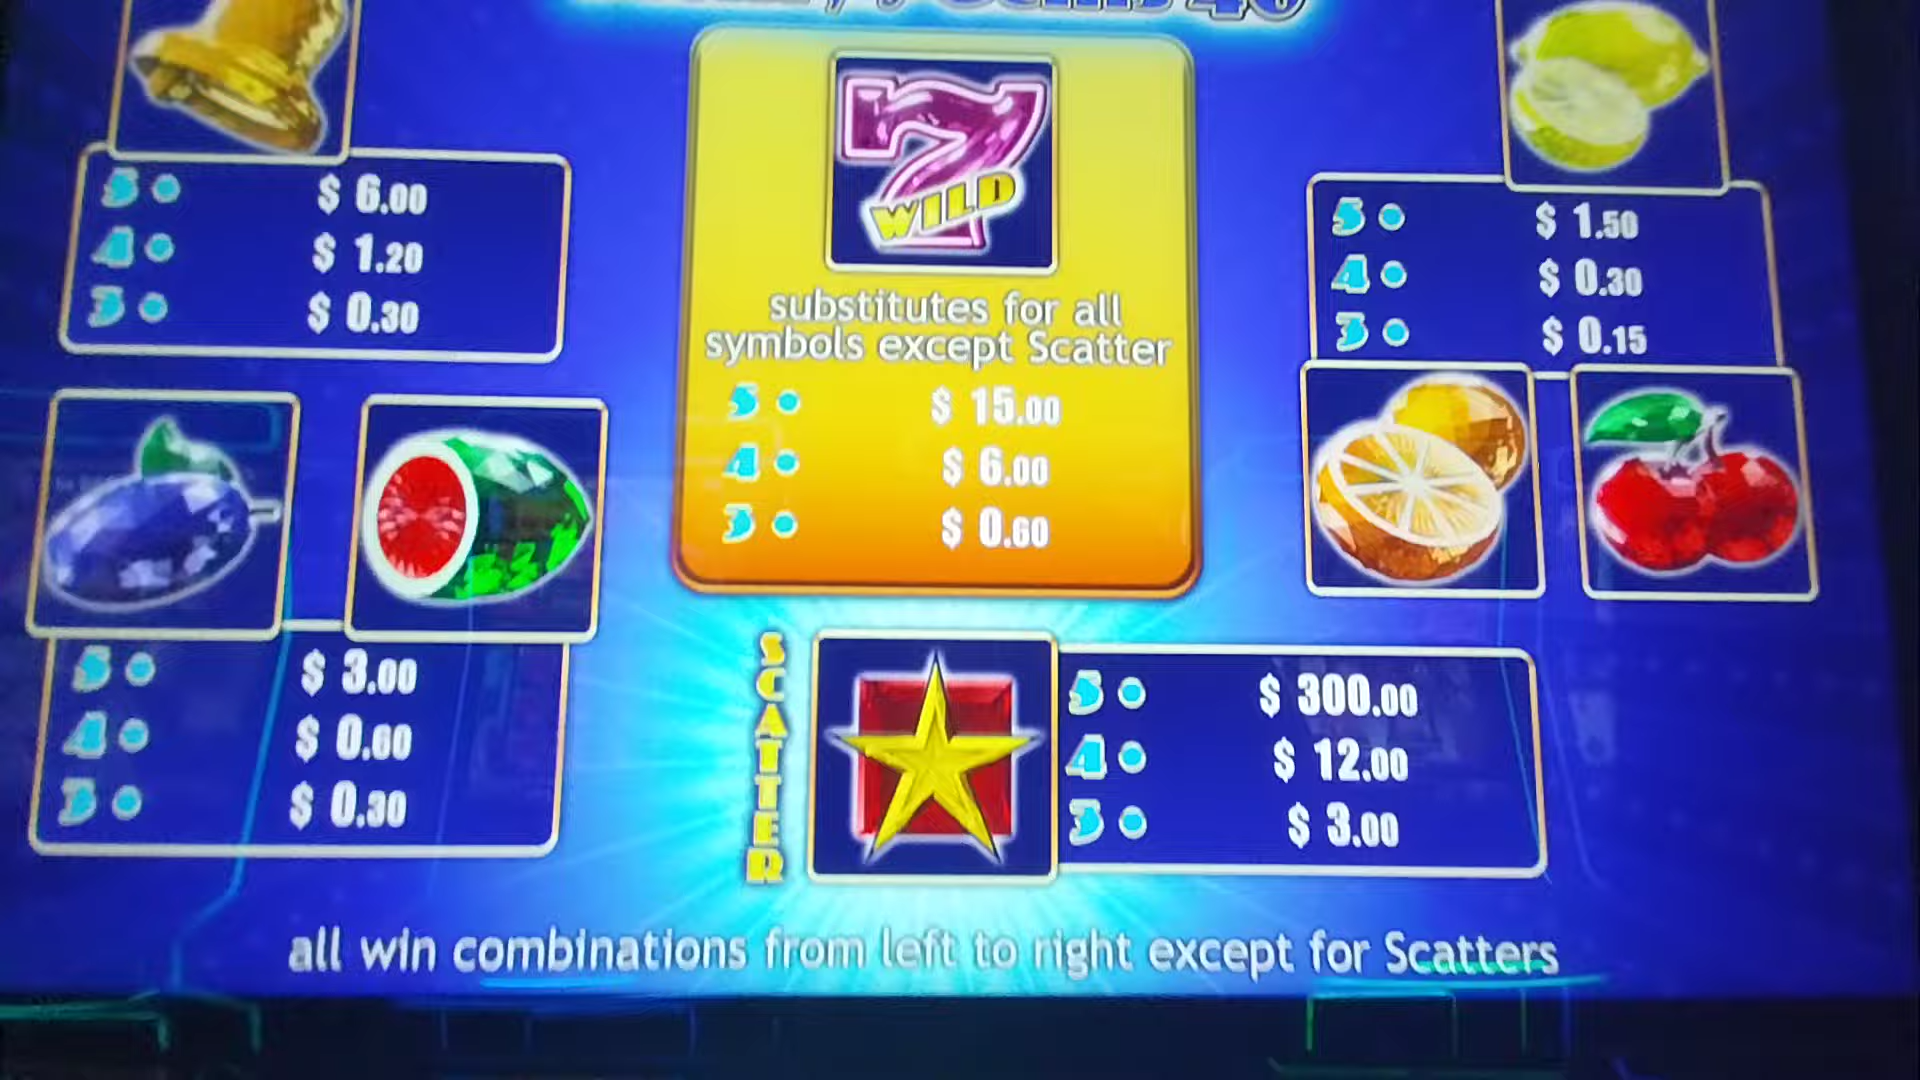 40
WILD
substitutes for all
symbols except Scatter
5 $ 15.00
4 $ 6.00
3 $ 0.60
5 $ 6.00
4 $ 1.20
3 $ 0.30
5 $ 1.50
4 $ 0.30
3 $ 0.15
5 $ 3.00
4 $ 0.60
3 $ 0.30
SCATTER
5 $ 300.00
4 $ 12.00
3 $ 3.00
all win combinations from left to right except for Scatters